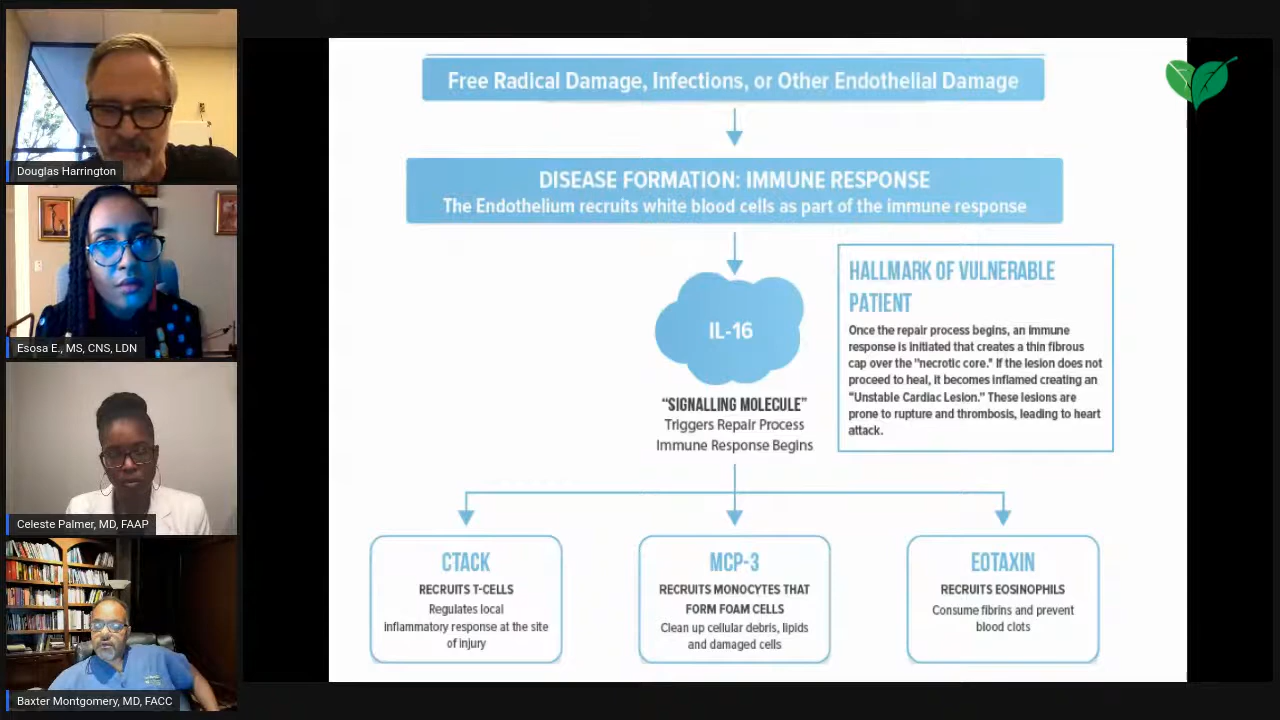 Douglas Harrington
Esosa E., MS, CNS, LDN
Celeste Palmer, MD, FAAP
Baxter Montgomery, MD, FACC
Free Radical Damage, Infections, or Other Endothelial Damage
DISEASE FORMATION: IMMUNE RESPONSE
The Endothelium recruits white blood cells as part of the immune response
IL-16
"SIGNALLING MOLECULE"
Triggers Repair Process
Immune Response Begins
HALLMARK OF VULNERABLE
PATIENT
Once the repair process begins, an immune
response is initiated that creates a thin fibrous
cap over the "necrotic core." If the lesion does not
proceed to heal, it becomes inflamed creating an
"Unstable Cardiac Lesion." These lesions are
prone to rupture and thrombosis, leading to heart
attack.
CTACK
RECRUITS T-CELLS
Regulates local
inflammatory response at the site
of injury
MCP-3
RECRUITS MONOCYTES THAT
FORM FOAM CELLS
Clean up cellular debris, lipids
and damaged cells
EOTAXIN
RECRUITS EOSINOPHILS
Consume fibrins and prevent
blood clots